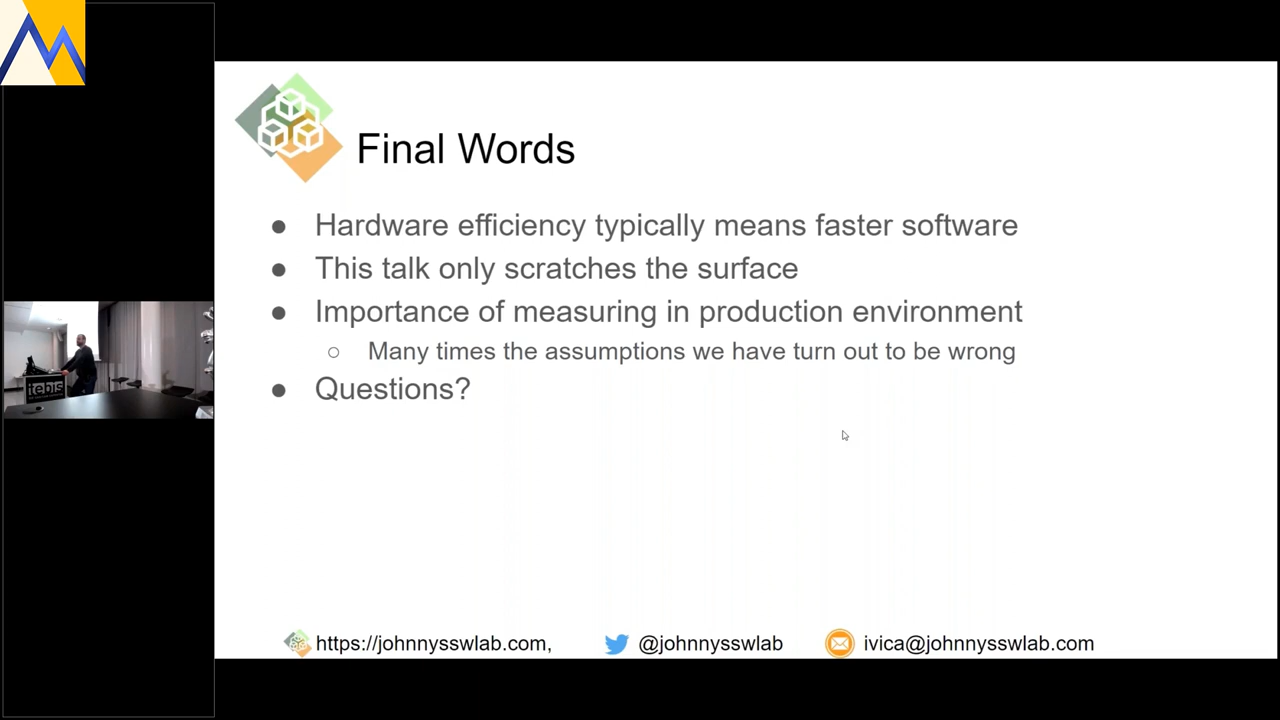 Final Words
● Hardware efficiency typically means faster software
● This talk only scratches the surface
● Importance of measuring in production environment
○ Many times the assumptions we have turn out to be wrong
● Questions?
tebis
https://johnnysswlab.com, @johnnysswlab ivica@johnnysswlab.com